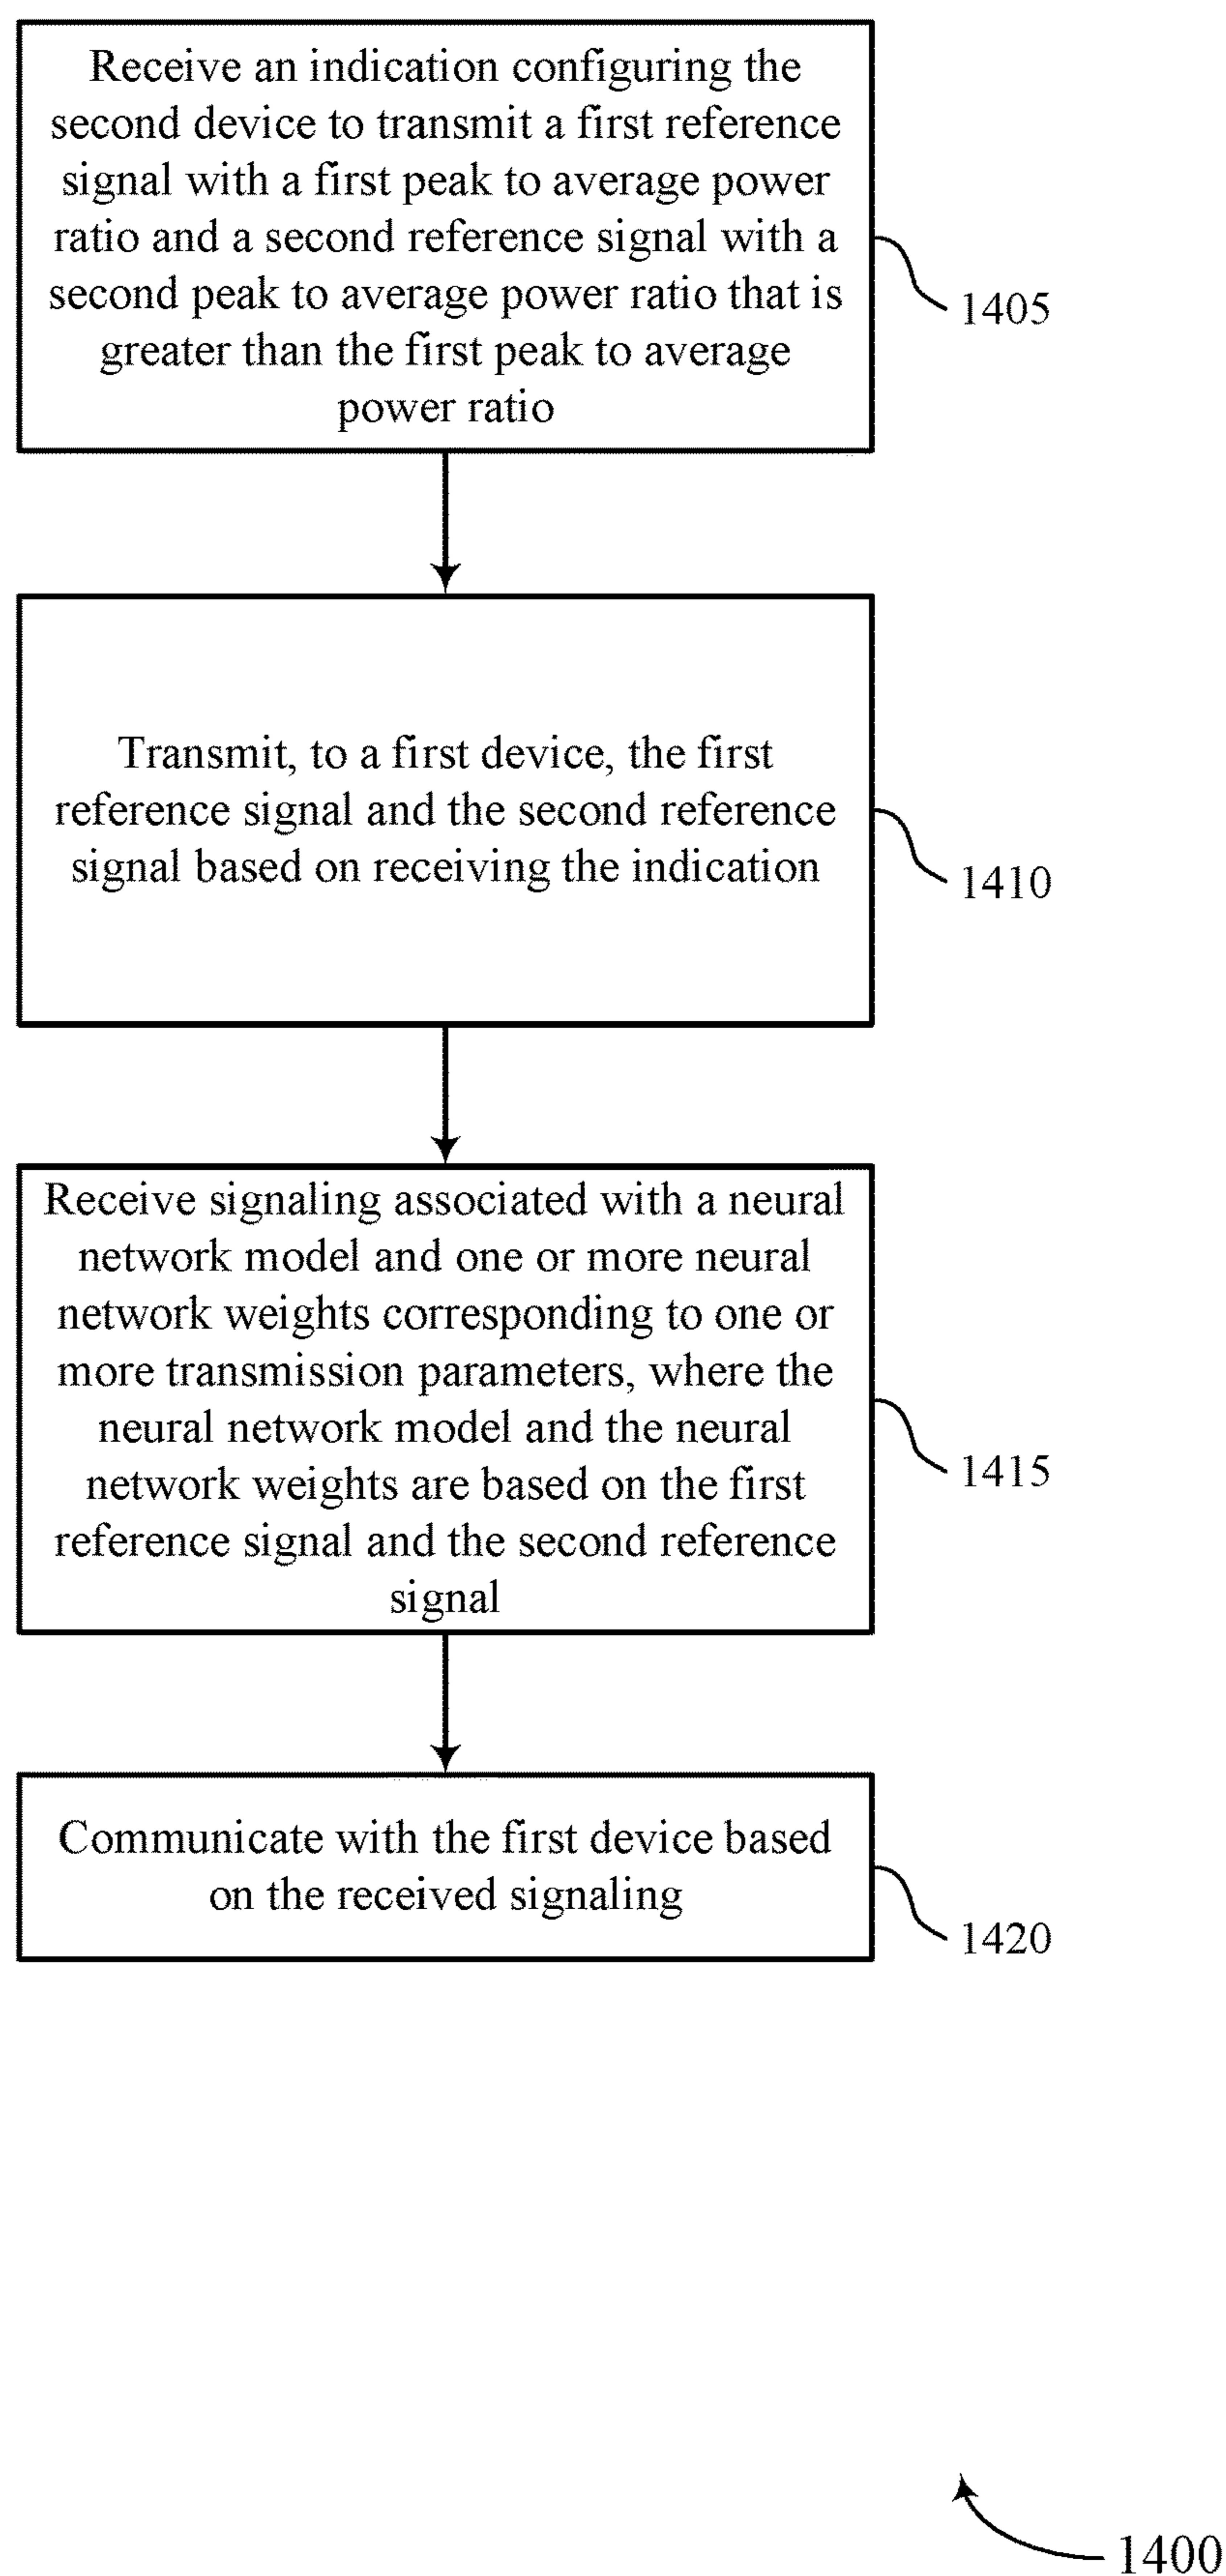 Receive an indication configuring the
second device to transmit a first reference
signal with a first peak to average power
ratio and a second reference signal with a
second peak to average power ratio that is
greater than the first peak to average
power ratio
1405
Transmit, to a first device, the first
reference signal and the second reference
signal based on receiving the indication
1410
Receive signaling associated with a neural
network model and one or more neural
network weights corresponding to one or
more transmission parameters, where the
neural network model and the neural
network weights are based on the first
reference signal and the second reference
signal
1415
Communicate with the first device based
on the received signaling
1420
1400